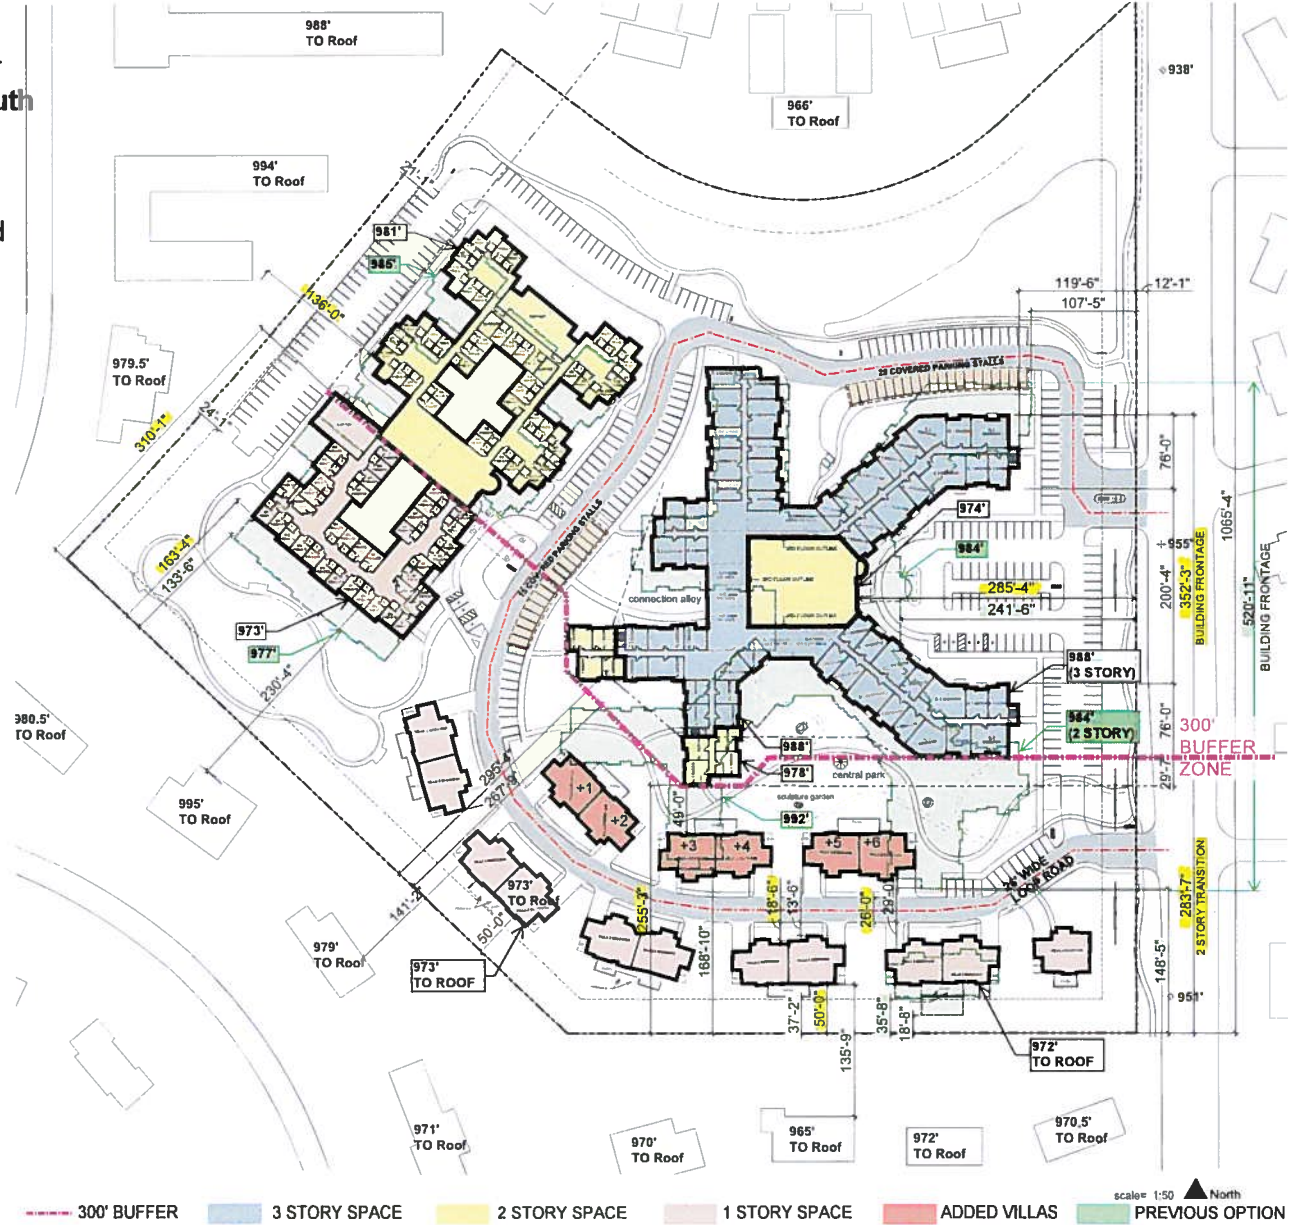 988'
TO Roof
uth
938'
966'
TO Roof
994'
TO Roof
d
981'
985'
136'-0"
119'-6"
12'-1"
107'-5"
979.5'
TO Roof
28 COVERED PARKING STALLS
24'-1"
310'-1"
76'-0"
1065'-4"
974'
984'
955'
163'-4"
133'-6"
285'-4"
241'-6"
200'-4"
352'-3"
BUILDING FRONTAGE
520'-11"
BUILDING FRONTAGE
connection alley
973'
977'
230'-4"
988'
(3 STORY)
984'
(2 STORY)
76'-0"
300'
BUFFER
ZONE
29'-
980.5'
TO Roof
988'
978'
central park
sculpture garden
992'
295'-4"
267'-9"
49'-0"
995'
TO Roof
+1
+2
+3
+4
+5
+6
26' WIDE
LOOP ROAD
283'-7"
2 STORY TRANSITION
973'
TO Roof
141'-2"
50'-0"
255'-3"
168'-10"
18'-6"
13'-6"
26'-0"
29'-0"
979'
TO Roof
973'
TO ROOF
148'-5"
951'
37'-2"
50'-0"
35'-8"
18'-8"
135'-9"
972'
TO ROOF
971'
TO Roof
970'
TO Roof
965'
TO Roof
972'
TO Roof
970.5'
TO Roof
scale= 1:50
North
300' BUFFER
3 STORY SPACE
2 STORY SPACE
1 STORY SPACE
ADDED VILLAS
PREVIOUS OPTION